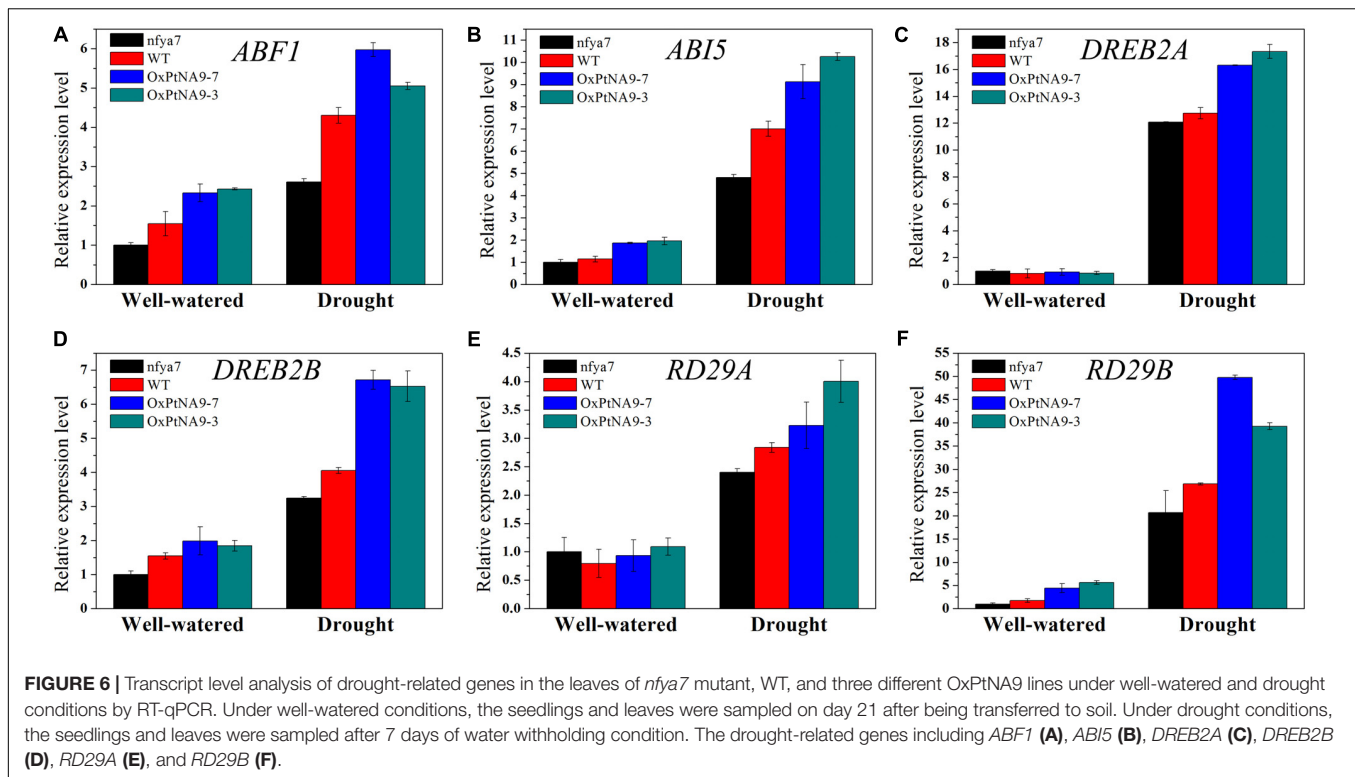 A
ABF1
nfya7
WT
OxPtNA9-7
OxPtNA9-3
Relative expression level
6
5
4
3
2
1
0
Well-watered Drought
B
ABI5
nfya7
WT
OxPtNA9-7
OxPtNA9-3
Relative expression level
10
9
8
7
6
5
4
3
2
1
0
Well-watered Drought
C
DREB2A
nfya7
WT
OxPtNA9-7
OxPtNA9-3
Relative expression level
18
16
14
12
10
8
6
4
2
0
Well-watered Drought
D
DREB2B
nfya7
WT
OxPtNA9-7
OxPtNA9-3
Relative expression level
7
6
5
4
3
2
1
0
Well-watered Drought
E
RD29A
nfya7
WT
OxPtNA9-7
OxPtNA9-3
Relative expression level
4.5
4.0
3.5
3.0
2.5
2.0
1.5
1.0
0.5
0.0
Well-watered Drought
F
RD29B
nfya7
WT
OxPtNA9-7
OxPtNA9-3
Relative expression level
55
50
45
40
35
30
25
20
15
10
5
0
Well-watered Drought
FIGURE 6 | Transcript level analysis of drought-related genes in the leaves of nfya7 mutant, WT, and three different OxPtNA9 lines under well-watered and drought
conditions by RT-qPCR. Under well-watered conditions, the seedlings and leaves were sampled on day 21 after being transferred to soil. Under drought conditions,
the seedlings and leaves were sampled after 7 days of water withholding condition. The drought-related genes including ABF1 (A), ABI5 (B), DREB2A (C), DREB2B
(D), RD29A (E), and RD29B (F).